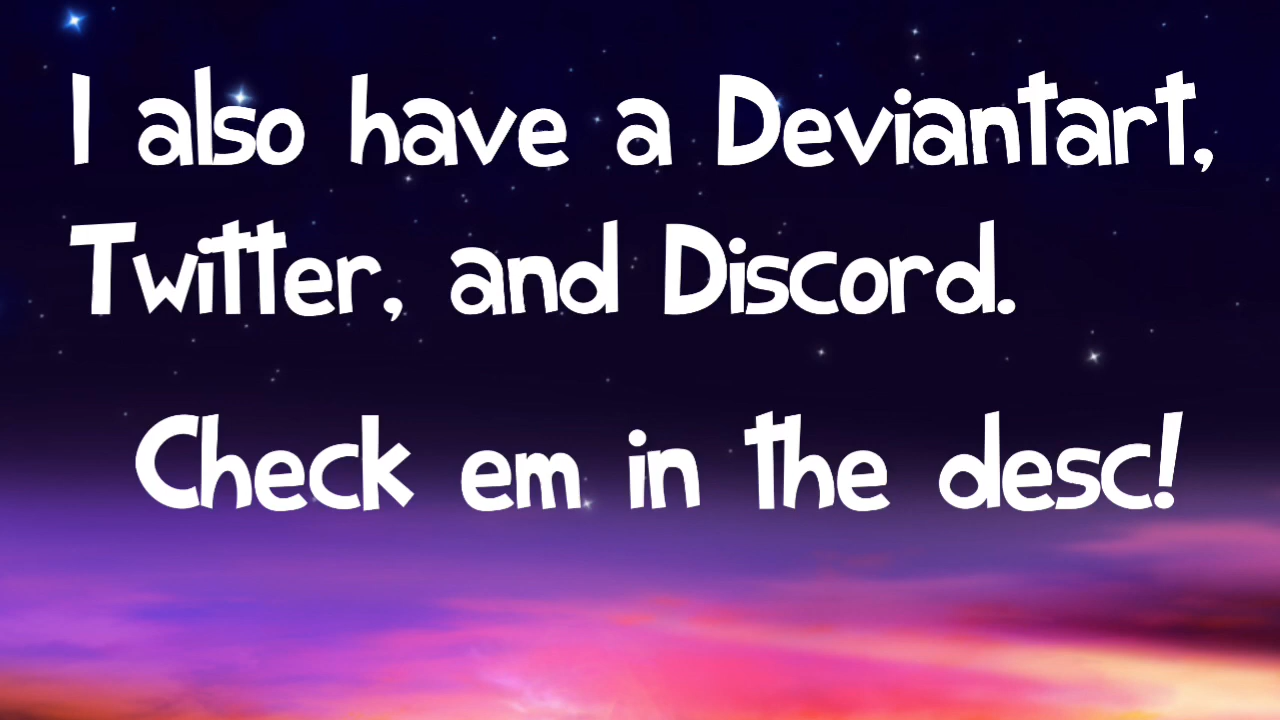 I also have a Deviantart,
Twitter, and Discord.
Check em in the desc!